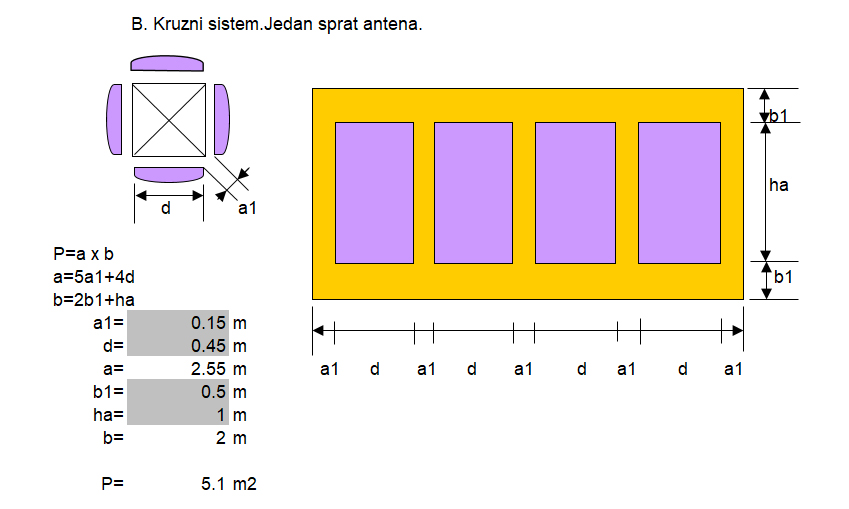 B. Kruzni sistem.Jedan sprat antena.
b1
ha
b1
d
a1
P=a x b
a=5a1+4d
b=2b1+ha
a1= 0.15 m
d= 0.45 m
a= 2.55 m
b1= 0.5 m
ha= 1 m
b= 2 m
P= 5.1 m2
a1 d a1 d a1 d a1 d a1